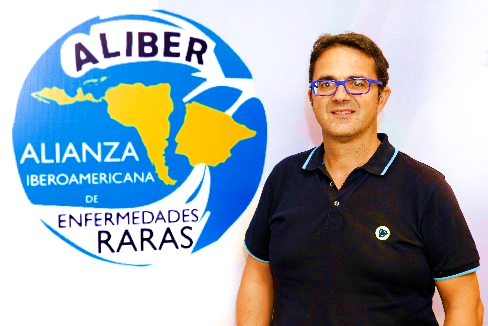 ALIBER
ALIANZA
IBEROAMERICANA
DE
ENFERMEDADES
RARAS